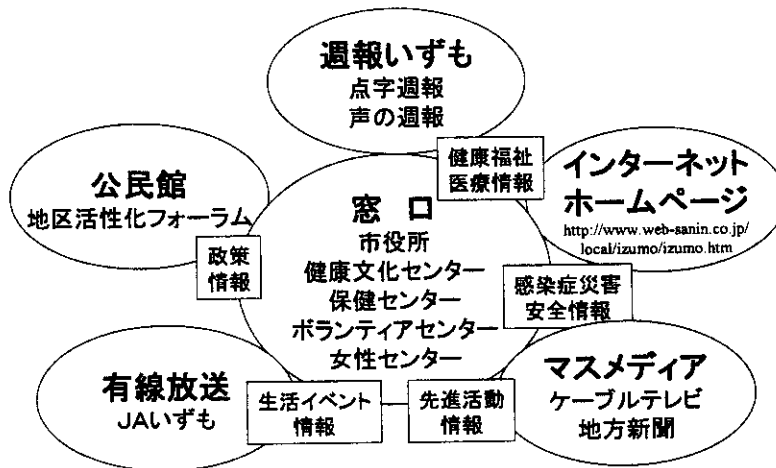 週報いずも
点字週報
声の週報
健康福祉
医療情報
インターネット
ホームページ
http://www.web-sanin.co.jp/
local/izumo/izumo.htm
公民館
地区活性化フォーラム
政策
情報
窓 口
市役所
健康文化センター
保健センター
ボランティアセンター
女性センター
感染症災害
安全情報
有線放送
JAいずも
生活イベント
情報
先進活動
情報
マスメディア
ケーブルテレビ
地方新聞